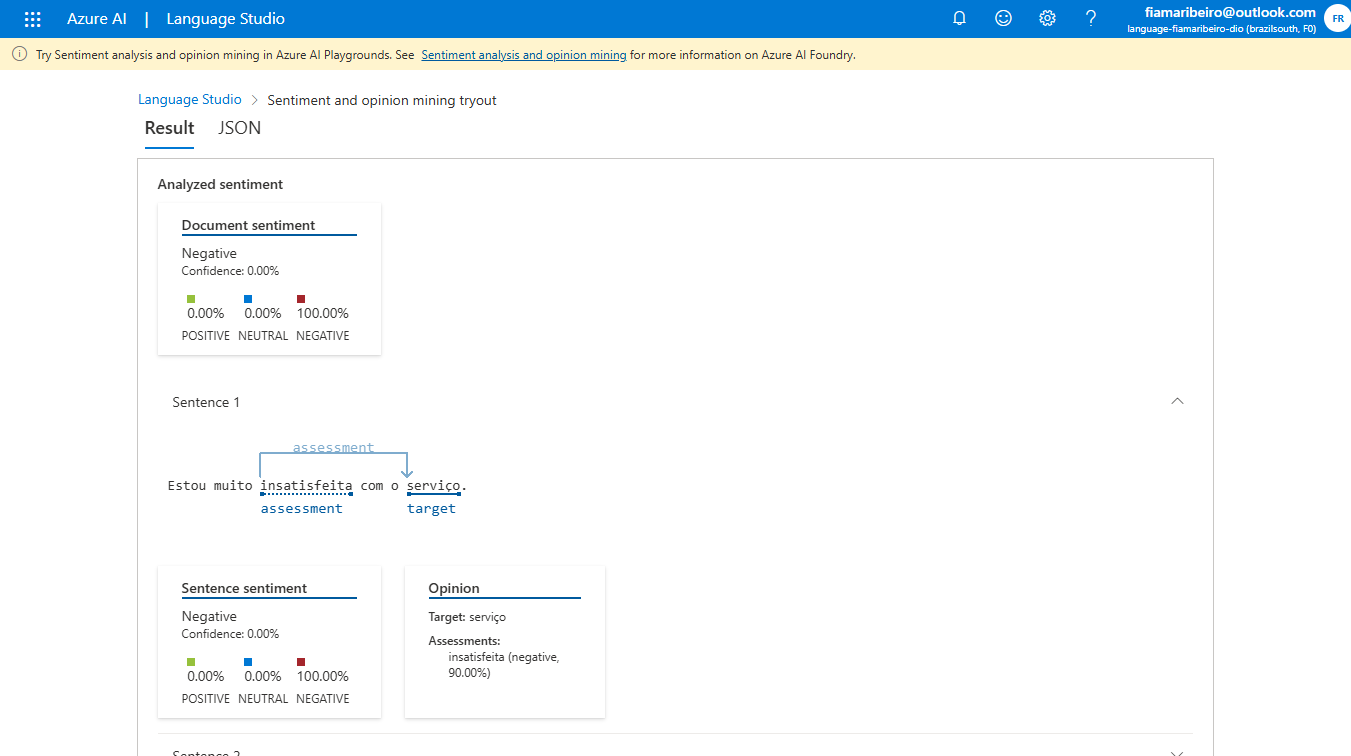 Azure AI | Language Studio
fiamaribeiro@outlook.com
language-fiamaribeiro-dio (brazilsouth, F0)
FR
Try Sentiment analysis and opinion mining in Azure AI Playgrounds. See Sentiment analysis and opinion mining for more information on Azure AI Foundry.
Language Studio > Sentiment and opinion mining tryout
Result JSON
Analyzed sentiment
Document sentiment
Negative
Confidence: 0.00%
0.00% 0.00% 100.00%
POSITIVE NEUTRAL NEGATIVE
Sentence 1
assessment
Estou muito insatisfeita com o serviço.
assessment target
Sentence sentiment
Negative
Confidence: 0.00%
0.00% 0.00% 100.00%
POSITIVE NEUTRAL NEGATIVE
Opinion
Target: serviço
Assessments:
insatisfeita (negative,
90.00%)
Sentence 2